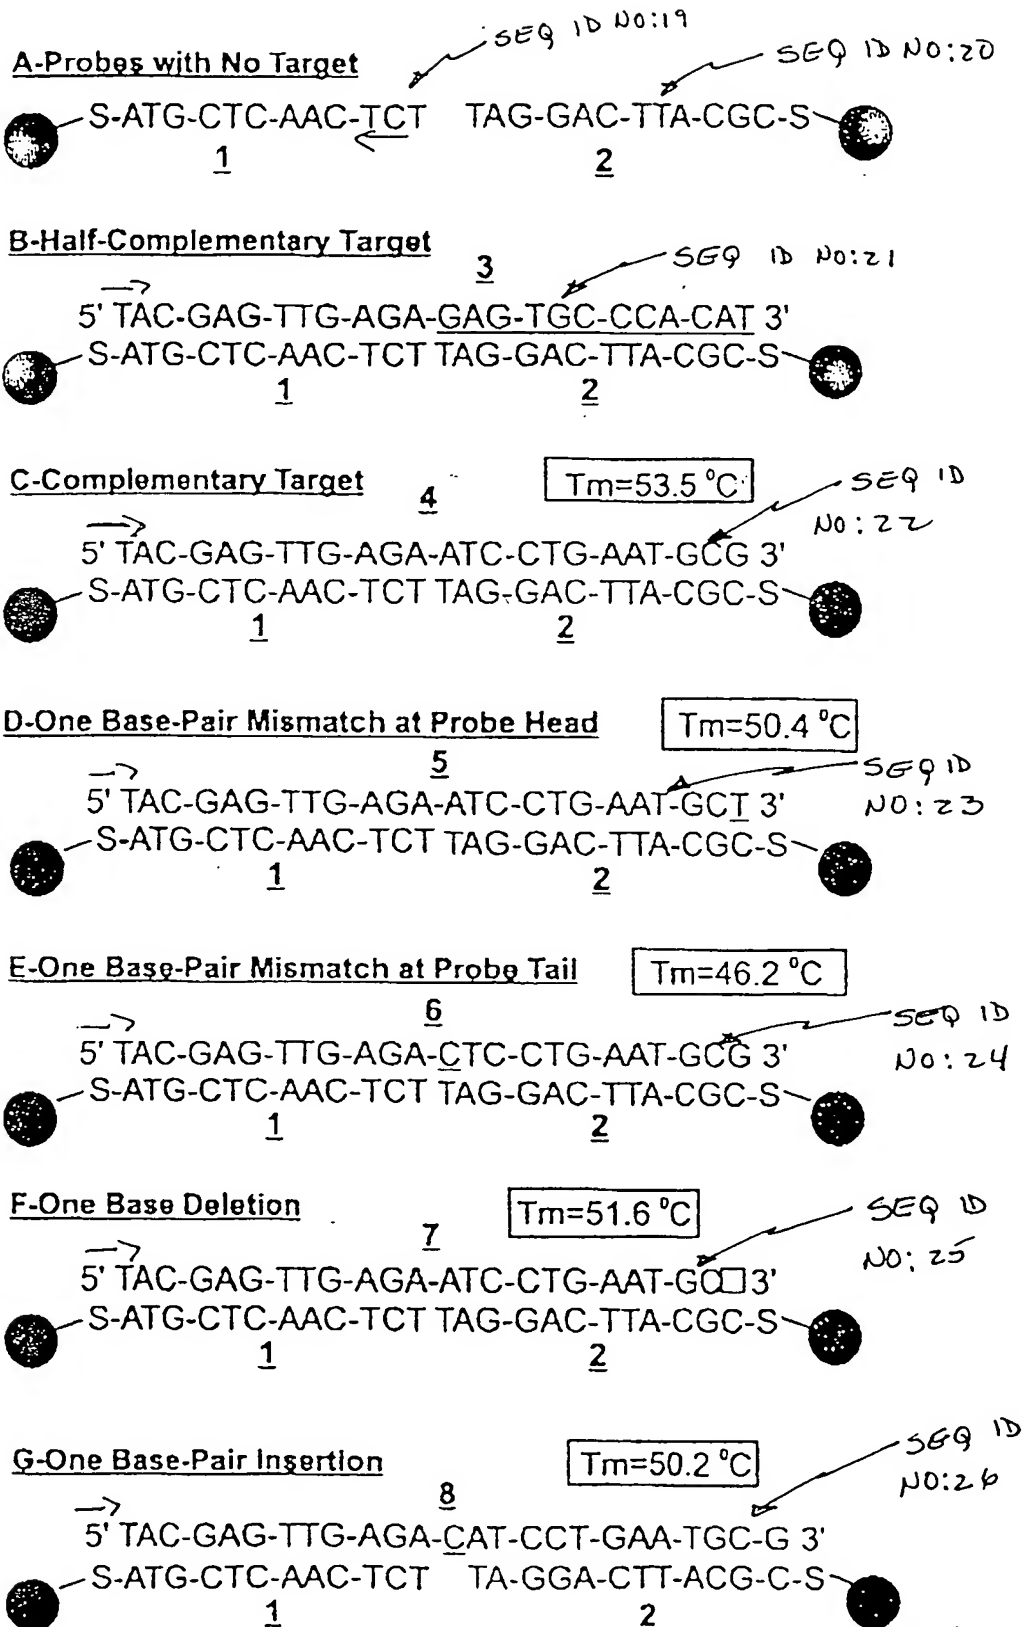 SEQ ID NO:19
SEQ ID NO:20
A-Probes with No Target
S-ATG-CTC-AAC-TCT TAG-GAC-TTA-CGC-S
1 2
B-Half-Complementary Target
3
SEQ ID NO:21
5' TAC-GAG-TTG-AGA-GAG-TGC-CCA-CAT 3'
S-ATG-CTC-AAC-TCT TAG-GAC-TTA-CGC-S
1 2
C-Complementary Target
4
Tm=53.5 °C
SEQ ID
NO:22
5' TAC-GAG-TTG-AGA-ATC-CTG-AAT-GCG 3'
S-ATG-CTC-AAC-TCT TAG-GAC-TTA-CGC-S
1 2
D-One Base-Pair Mismatch at Probe Head
Tm=50.4 °C
5
SEQ ID
NO:23
5' TAC-GAG-TTG-AGA-ATC-CTG-AAT-GCT 3'
S-ATG-CTC-AAC-TCT TAG-GAC-TTA-CGC-S
1 2
E-One Base-Pair Mismatch at Probe Tail
Tm=46.2 °C
6
SEQ ID
NO:24
5' TAC-GAG-TTG-AGA-CTC-CTG-AAT-GCG 3'
S-ATG-CTC-AAC-TCT TAG-GAC-TTA-CGC-S
1 2
F-One Base Deletion
Tm=51.6 °C
7
SEQ ID
NO:25
5' TAC-GAG-TTG-AGA-ATC-CTG-AAT-GC□3'
S-ATG-CTC-AAC-TCT TAG-GAC-TTA-CGC-S
1 2
G-One Base-Pair Insertion
Tm=50.2 °C
8
SEQ ID
NO:26
5' TAC-GAG-TTG-AGA-CAT-CCT-GAA-TGC-G 3'
S-ATG-CTC-AAC-TCT TA-GGA-CTT-ACG-C-S
1 2